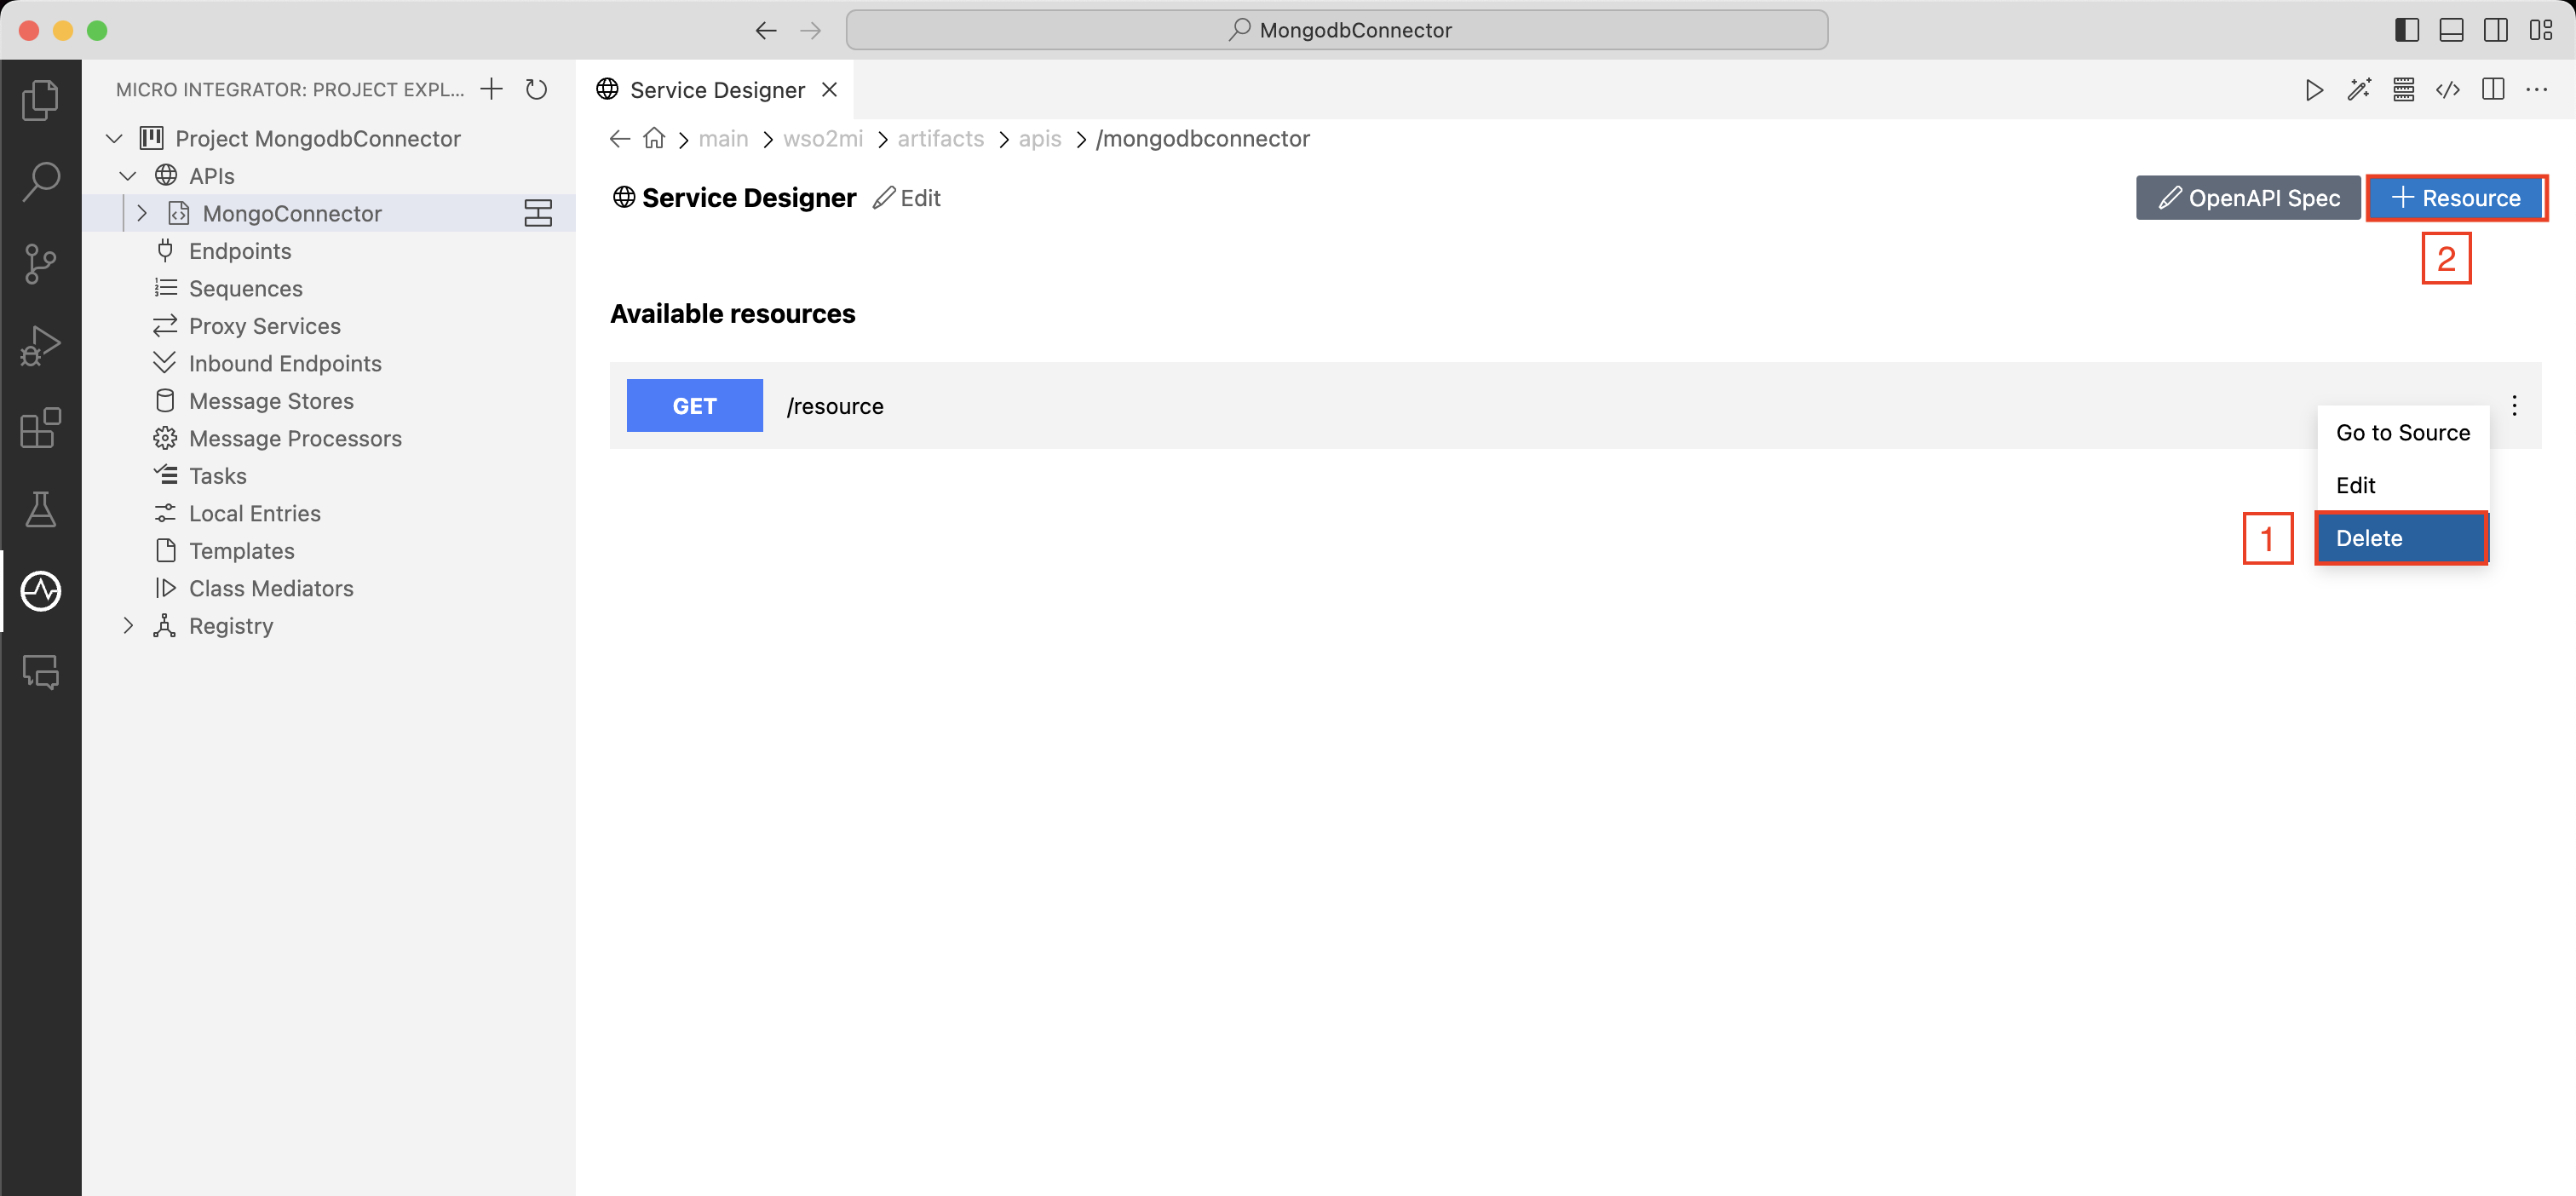 MongodbConnector
MICRO INTEGRATOR: PROJECT EXPL...
Service Designer
Project MongodbConnector
main wso2mi artifacts apis /mongodbconnector
APIs
Service Designer Edit
OpenAPI Spec
Resource
MongoConnector
Endpoints
2
Sequences
Available resources
Proxy Services
Inbound Endpoints
Message Stores
GET /resource
Message Processors
Go to Source
Tasks
Edit
Local Entries
1
Delete
Templates
Class Mediators
Registry